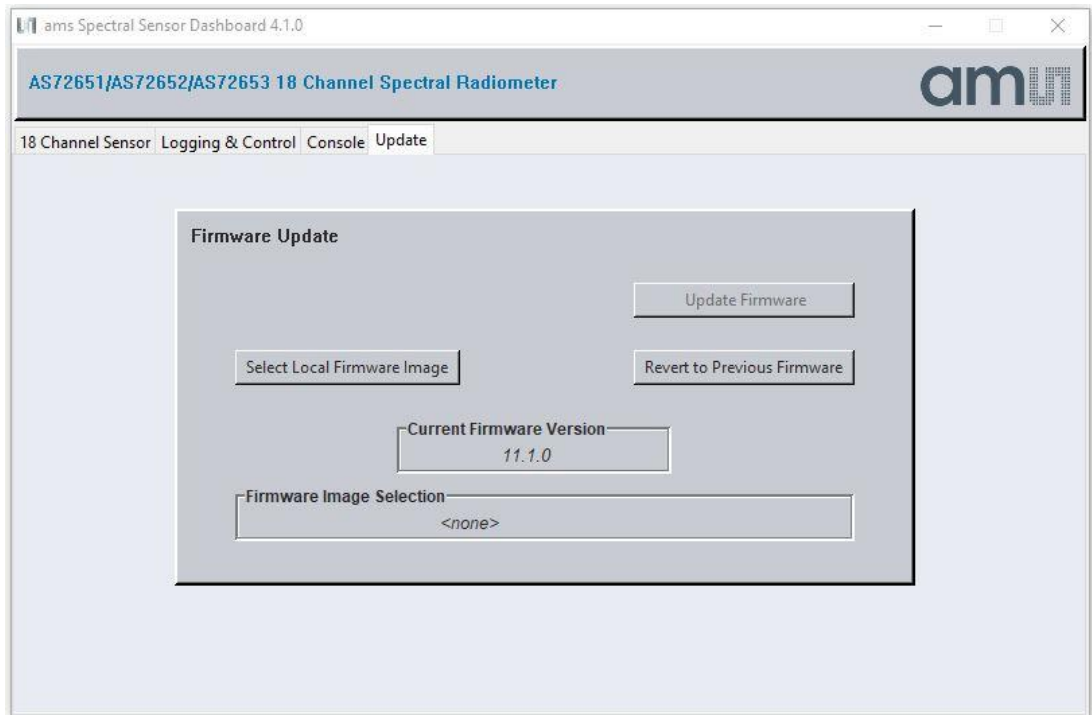 ams Spectral Sensor Dashboard 4.1.0
AS72651/AS72652/AS72653 18 Channel Spectral Radiometer
am
18 Channel Sensor Logging & Control Console Update
Firmware Update
Update Firmware
Select Local Firmware Image Revert to Previous Firmware
Current Firmware Version
11.1.0
Firmware Image Selection
<none>